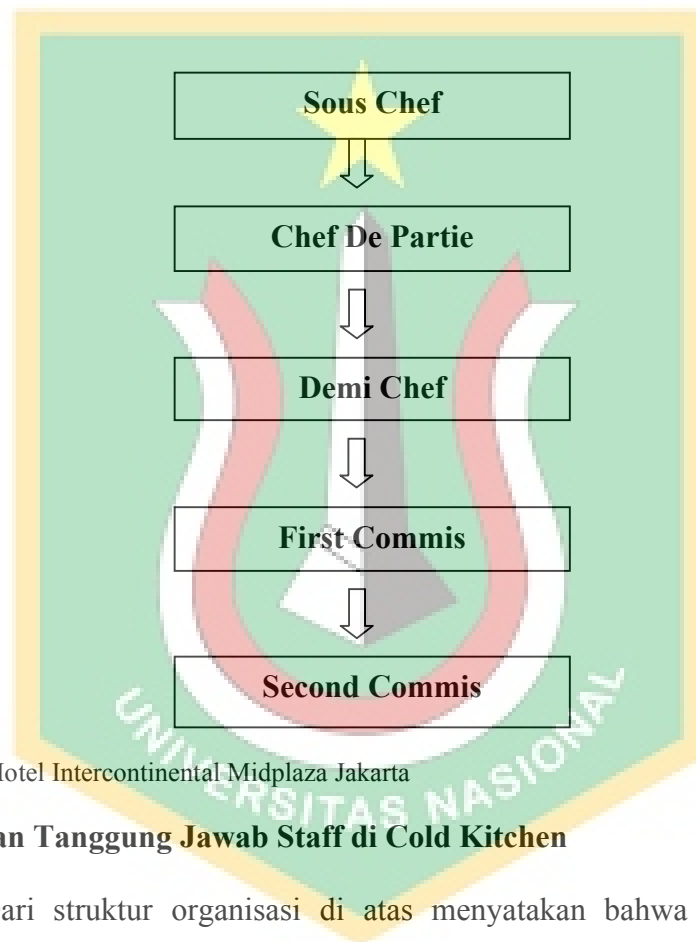 Sous Chef
Chef De Partie
Demi Chef
First Commis
Second Commis
UNIVERSITAS NASIONAL
Hotel Intercontinental Midplaza Jakarta
an Tanggung Jawab Staff di Cold Kitchen
ari struktur organisasi di atas menyatakan bahwa